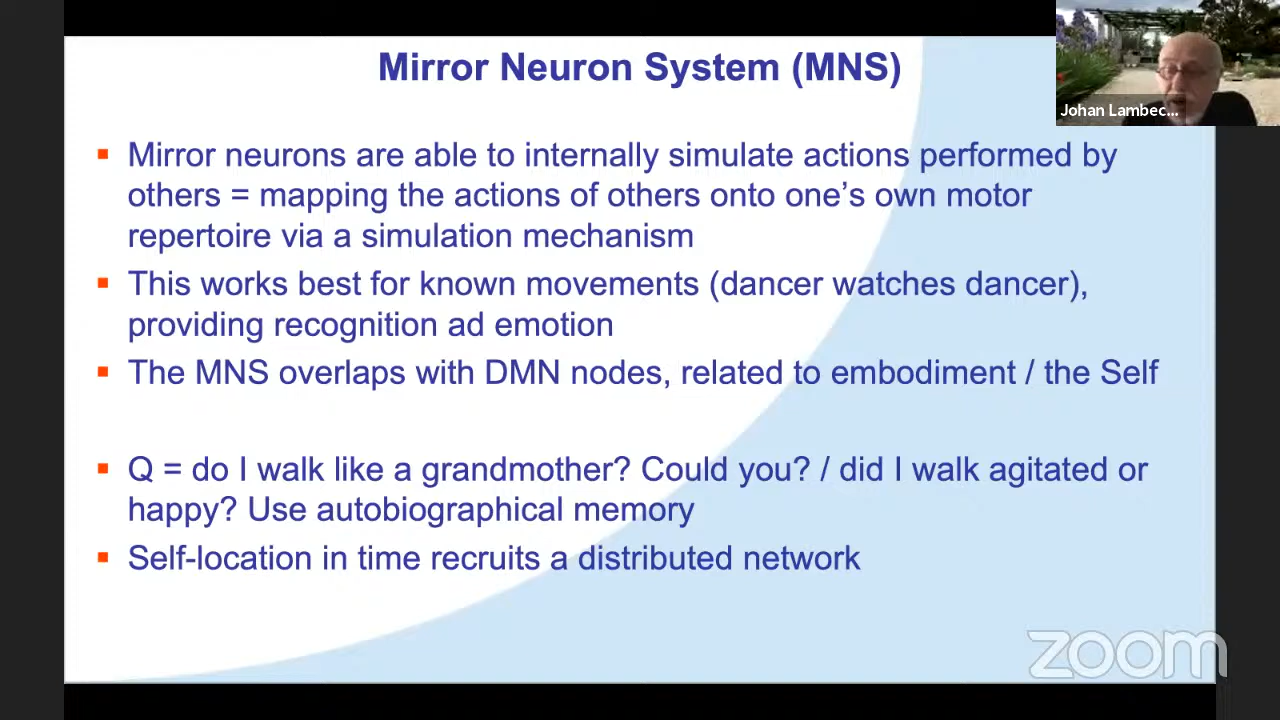 Mirror Neuron System (MNS)
Johan Lambec...
Mirror neurons are able to internally simulate actions performed by
others = mapping the actions of others onto one’s own motor
repertoire via a simulation mechanism
This works best for known movements (dancer watches dancer),
providing recognition ad emotion
The MNS overlaps with DMN nodes, related to embodiment / the Self
Q = do I walk like a grandmother? Could you? / did I walk agitated or
happy? Use autobiographical memory
Self-location in time recruits a distributed network
zoom